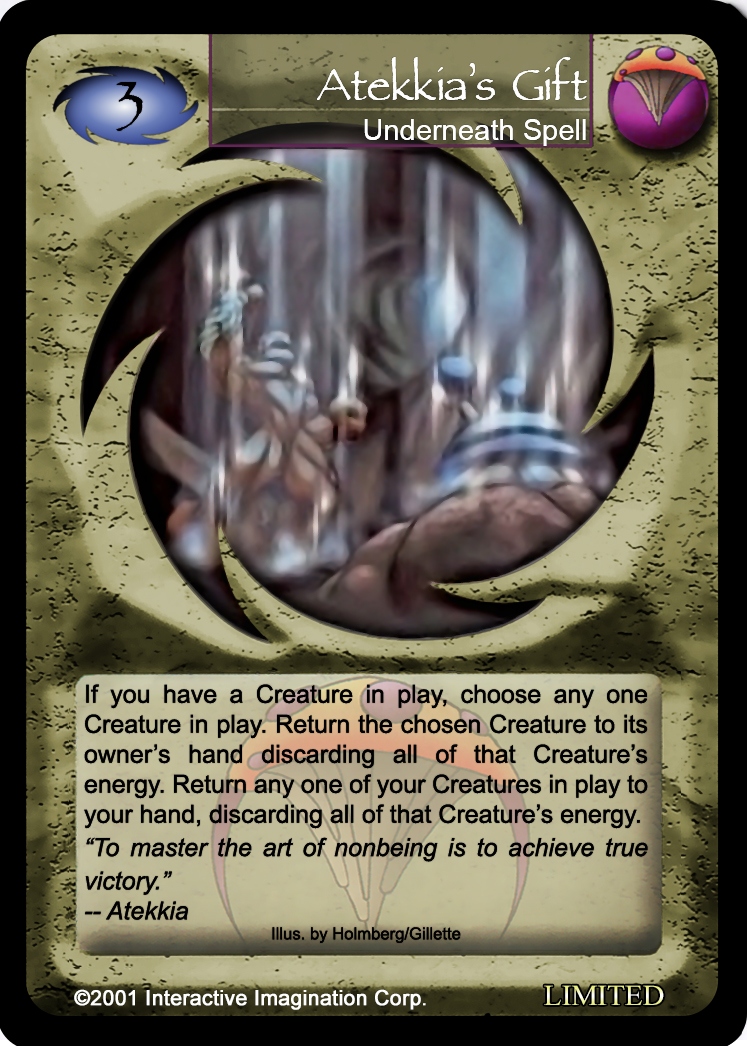 3
Atekkia's Gift
Underneath Spell
If you have a Creature in play, choose any one
Creature in play. Return the chosen Creature to its
owner's hand discarding all of that Creature's
energy. Return any one of your Creatures in play to
your hand, discarding all of that Creature's energy.
“To master the art of nonbeing is to achieve true
victory.”
-- Atekkia
Illus. by Holmberg/Gillette
©2001 Interactive Imagination Corp.
LIMITED